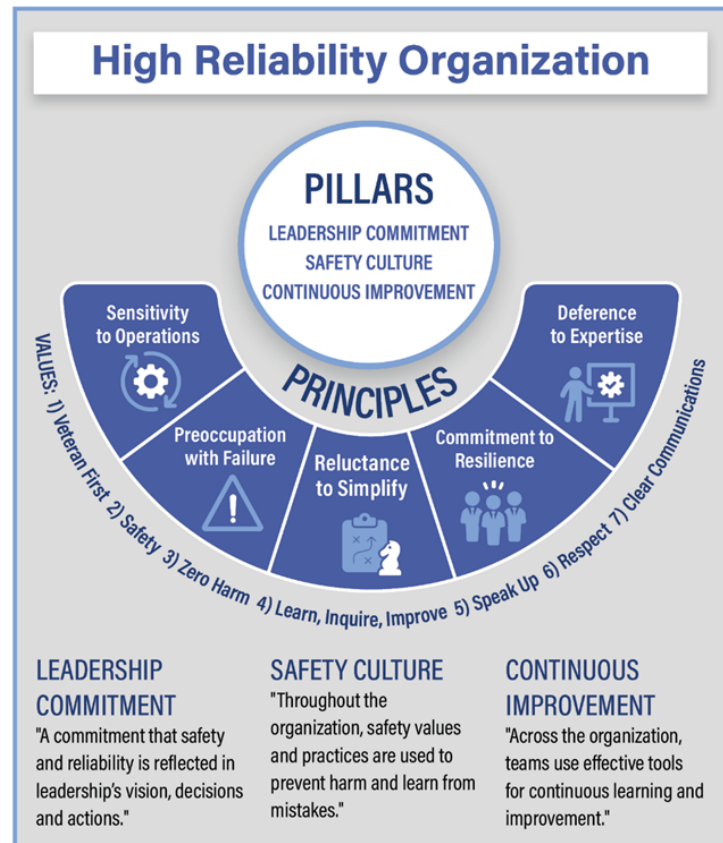 High Reliability Organization
PILLARS
LEADERSHIP COMMITMENT
SAFETY CULTURE
CONTINUOUS IMPROVEMENT
PRINCIPLES
Sensitivity
to Operations
Preoccupation
with Failure
Reluctance
to Simplify
Commitment to
Resilience
Deference
to Expertise
VALUES: 1) Veteran First 2) Safety 3) Zero Harm 4) Learn, Inquire, Improve 5) Speak Up 6) Respect 7) Clear Communications
LEADERSHIP
COMMITMENT
"A commitment that safety
and reliability is reflected in
leadership's vision, decisions
and actions."
SAFETY CULTURE
"Throughout the
organization, safety values
and practices are used to
prevent harm and learn from
mistakes."
CONTINUOUS
IMPROVEMENT
"Across the organization,
teams use effective tools
for continuous learning and
improvement."